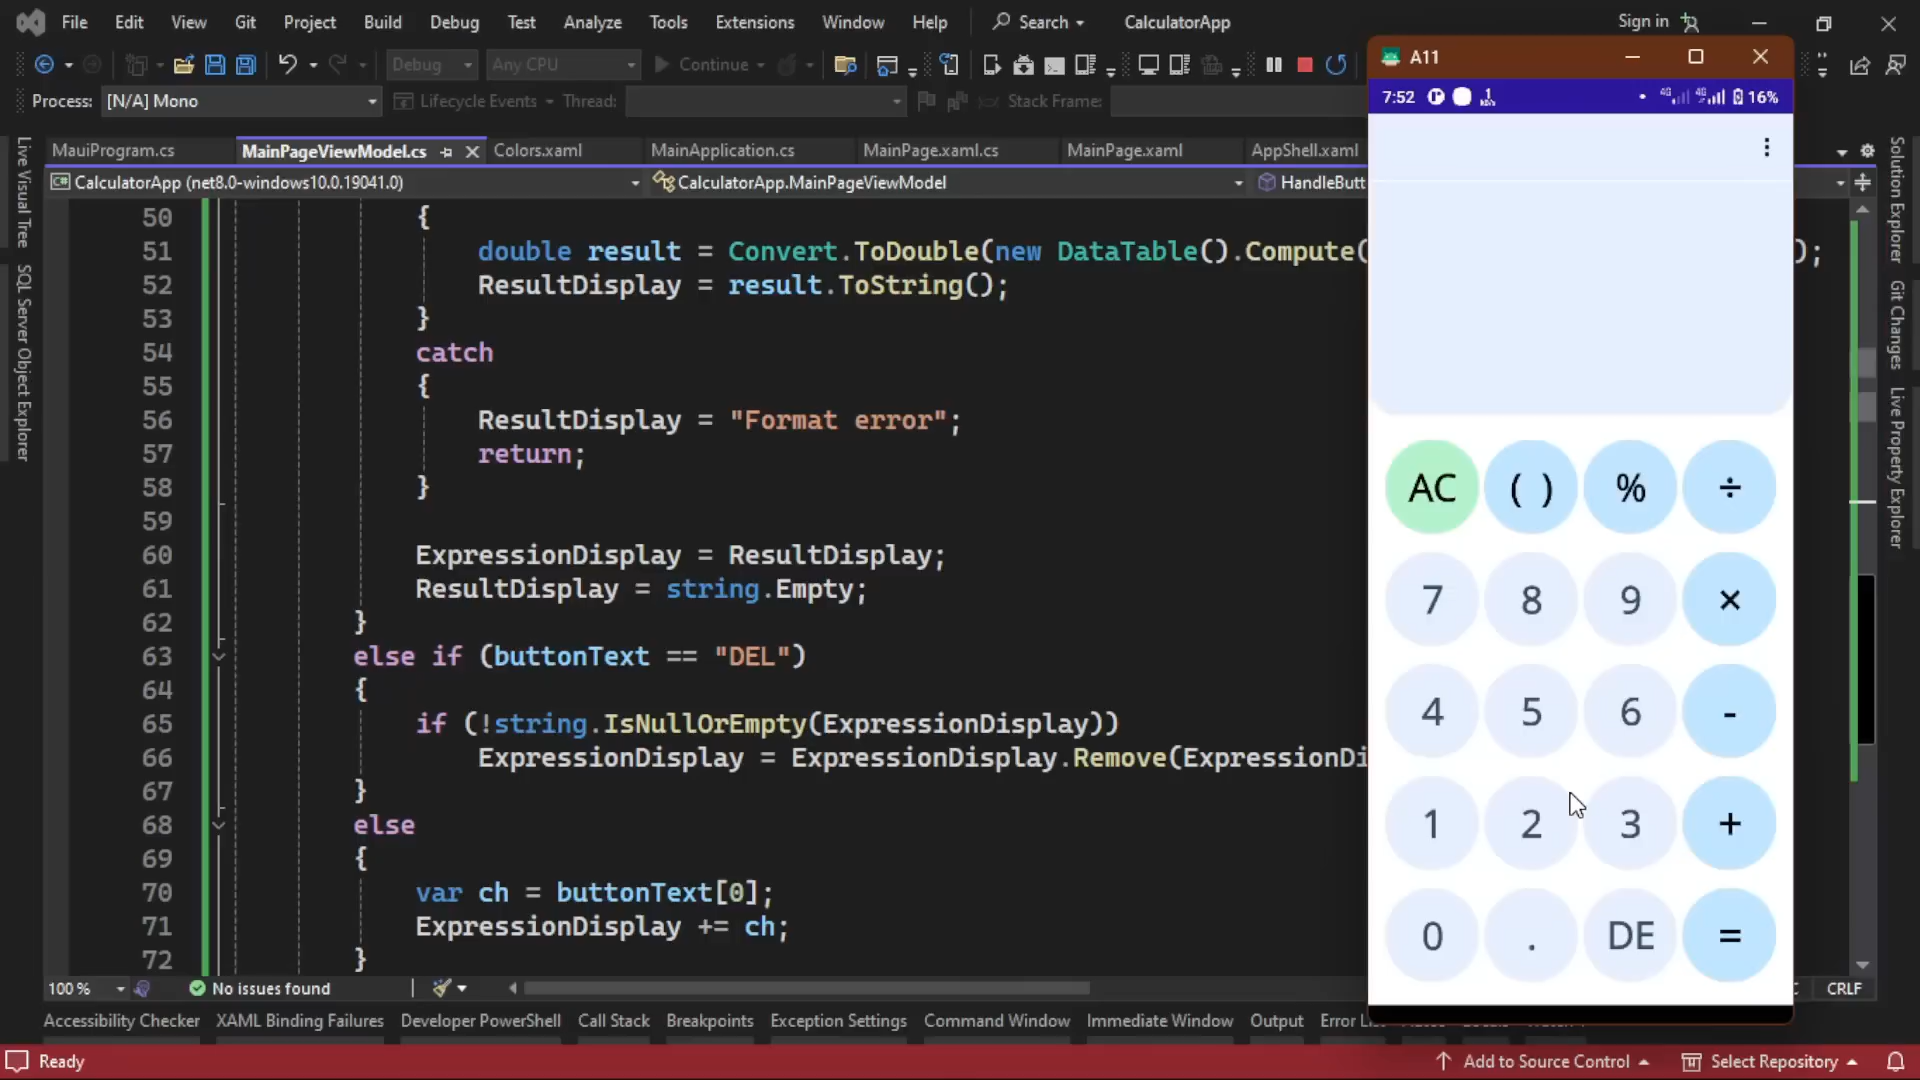 File Edit View Git Project Build Debug Test Analyze Tools Extensions Window Help Search CalculatorApp Sign in
Debug Any CPU Continue
Process: [N/A] Mono Lifecycle Events Thread: Stack Frame:
MauiProgram.cs MainPageViewModel.cs Colors.xaml MainApplication.cs MainPage.xaml.cs MainPage.xaml AppShell.xaml
CalculatorApp (net8.0-windows10.0.19041.0) CalculatorApp.MainPageViewModel HandleButt
Live Visual Tree
SQL Server Object Explorer
50 {
51 double result = Convert.ToDouble(new DataTable().Compute( );
52 ResultDisplay = result.ToString();
53 }
54 catch
55 {
56 ResultDisplay = "Format error";
57 return;
58 }
59
60 ExpressionDisplay = ResultDisplay;
61 ResultDisplay = string.Empty;
62 }
63 else if (buttonText == "DEL")
64 {
65 if (!string.IsNullOrEmpty(ExpressionDisplay))
66 ExpressionDisplay = ExpressionDisplay.Remove(ExpressionDi
67 }
68 else
69 {
70 var ch = buttonText[0];
71 ExpressionDisplay += ch;
72 }
A11
7:52 16%
AC ( ) % ÷
7 8 9 ×
4 5 6 -
1 2 3 +
0 . DE =
Solution Explorer
Git Changes
Live Property Explorer
100 % No issues found CRLF
Accessibility Checker XAML Binding Failures Developer PowerShell Call Stack Breakpoints Exception Settings Command Window Immediate Window Output Error Lis
Ready Add to Source Control Select Repository